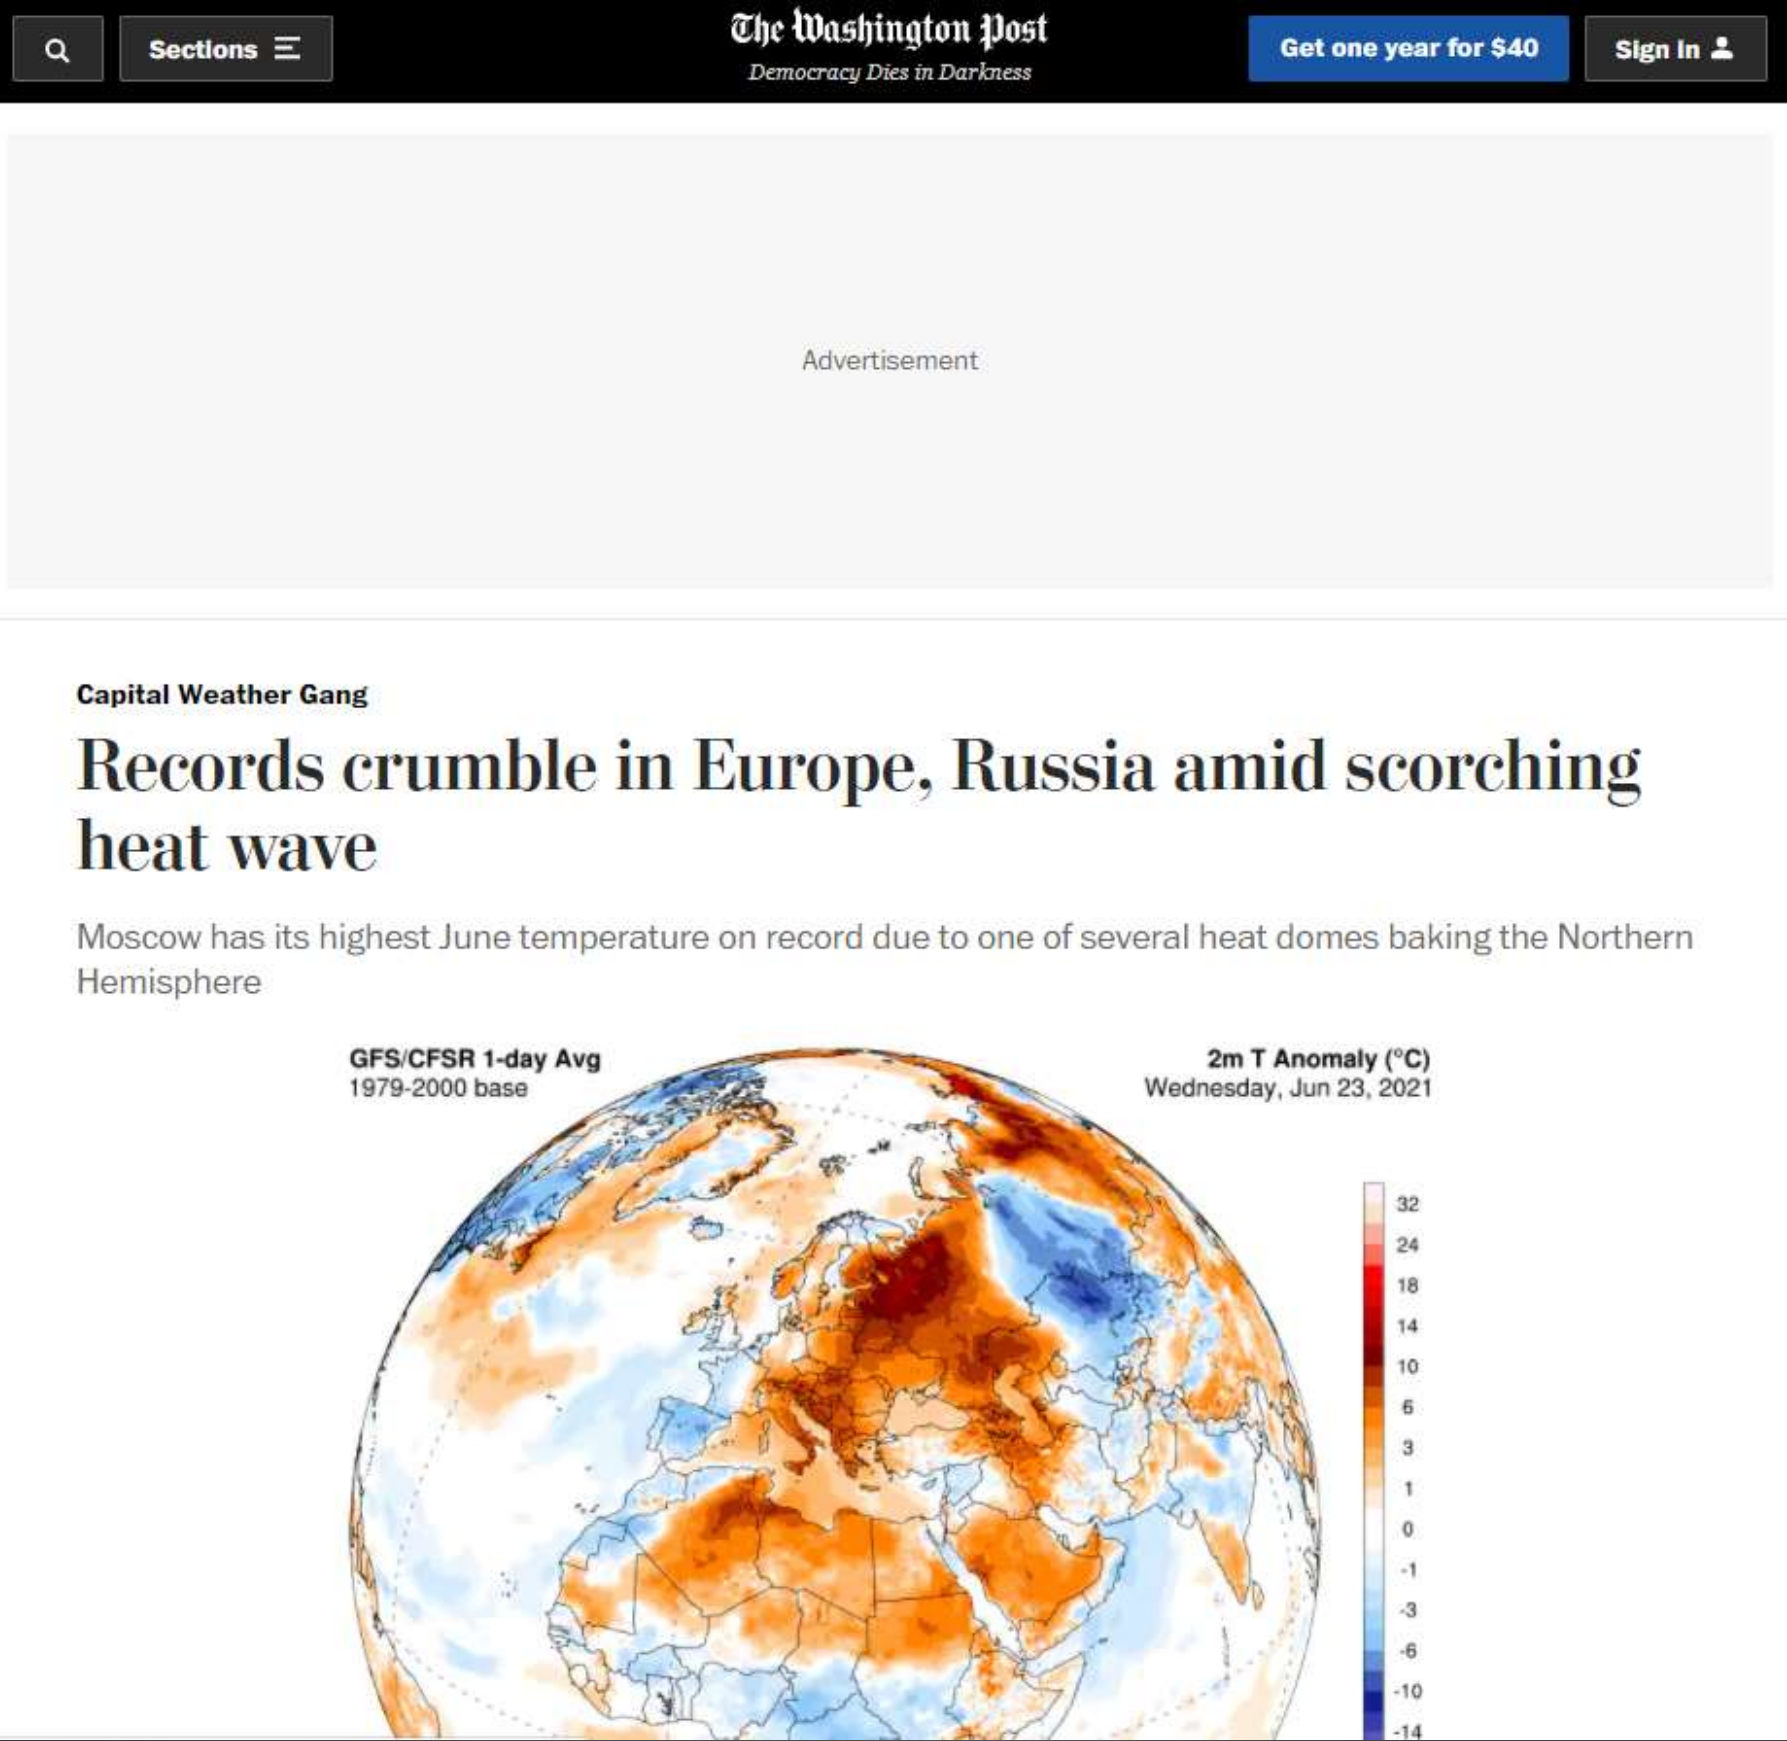 Sections
The Washington Post
Democracy Dies in Darkness
Get one year for $40
Sign In
Advertisement
Capital Weather Gang
Records crumble in Europe, Russia amid scorching
heat wave
Moscow has its highest June temperature on record due to one of several heat domes baking the Northern
Hemisphere
GFS/CFSR 1-day Avg
1979-2000 base
2m T Anomaly (°C)
Wednesday, Jun 23, 2021
32
24
18
14
10
6
3
1
0
-1
-3
-6
-10
-14